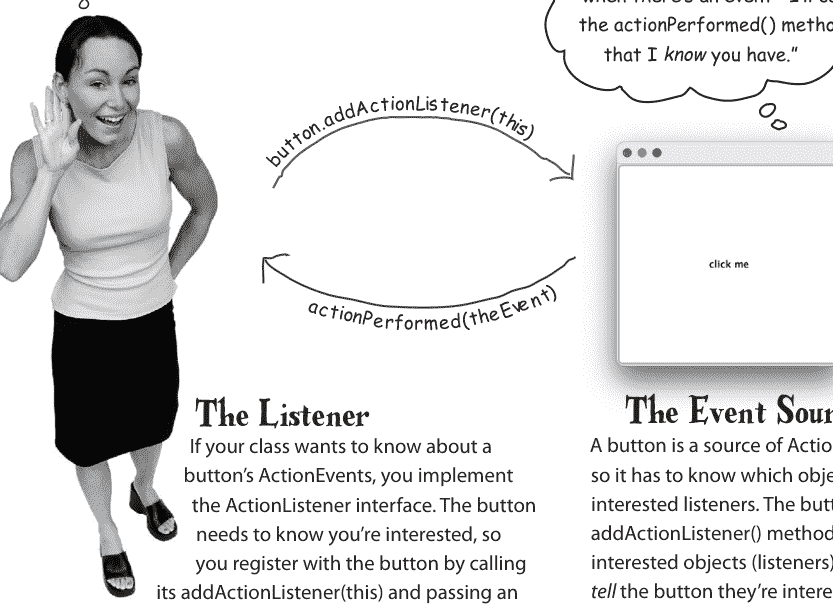 when there's an event
the actionPerformed() metho
that I know you have."
button.addActionListener(this)
click me
actionPerformed(theEvent)
The Listener
If your class wants to know about a
button's ActionEvents, you implement
the ActionListener interface. The button
needs to know you're interested, so
you register with the button by calling
its addActionListener(this) and passing an
The Event Sour
A button is a source of Actio
so it has to know which obje
interested listeners. The butt
addActionListener() method
interested objects (listeners)
tell the button they're intere